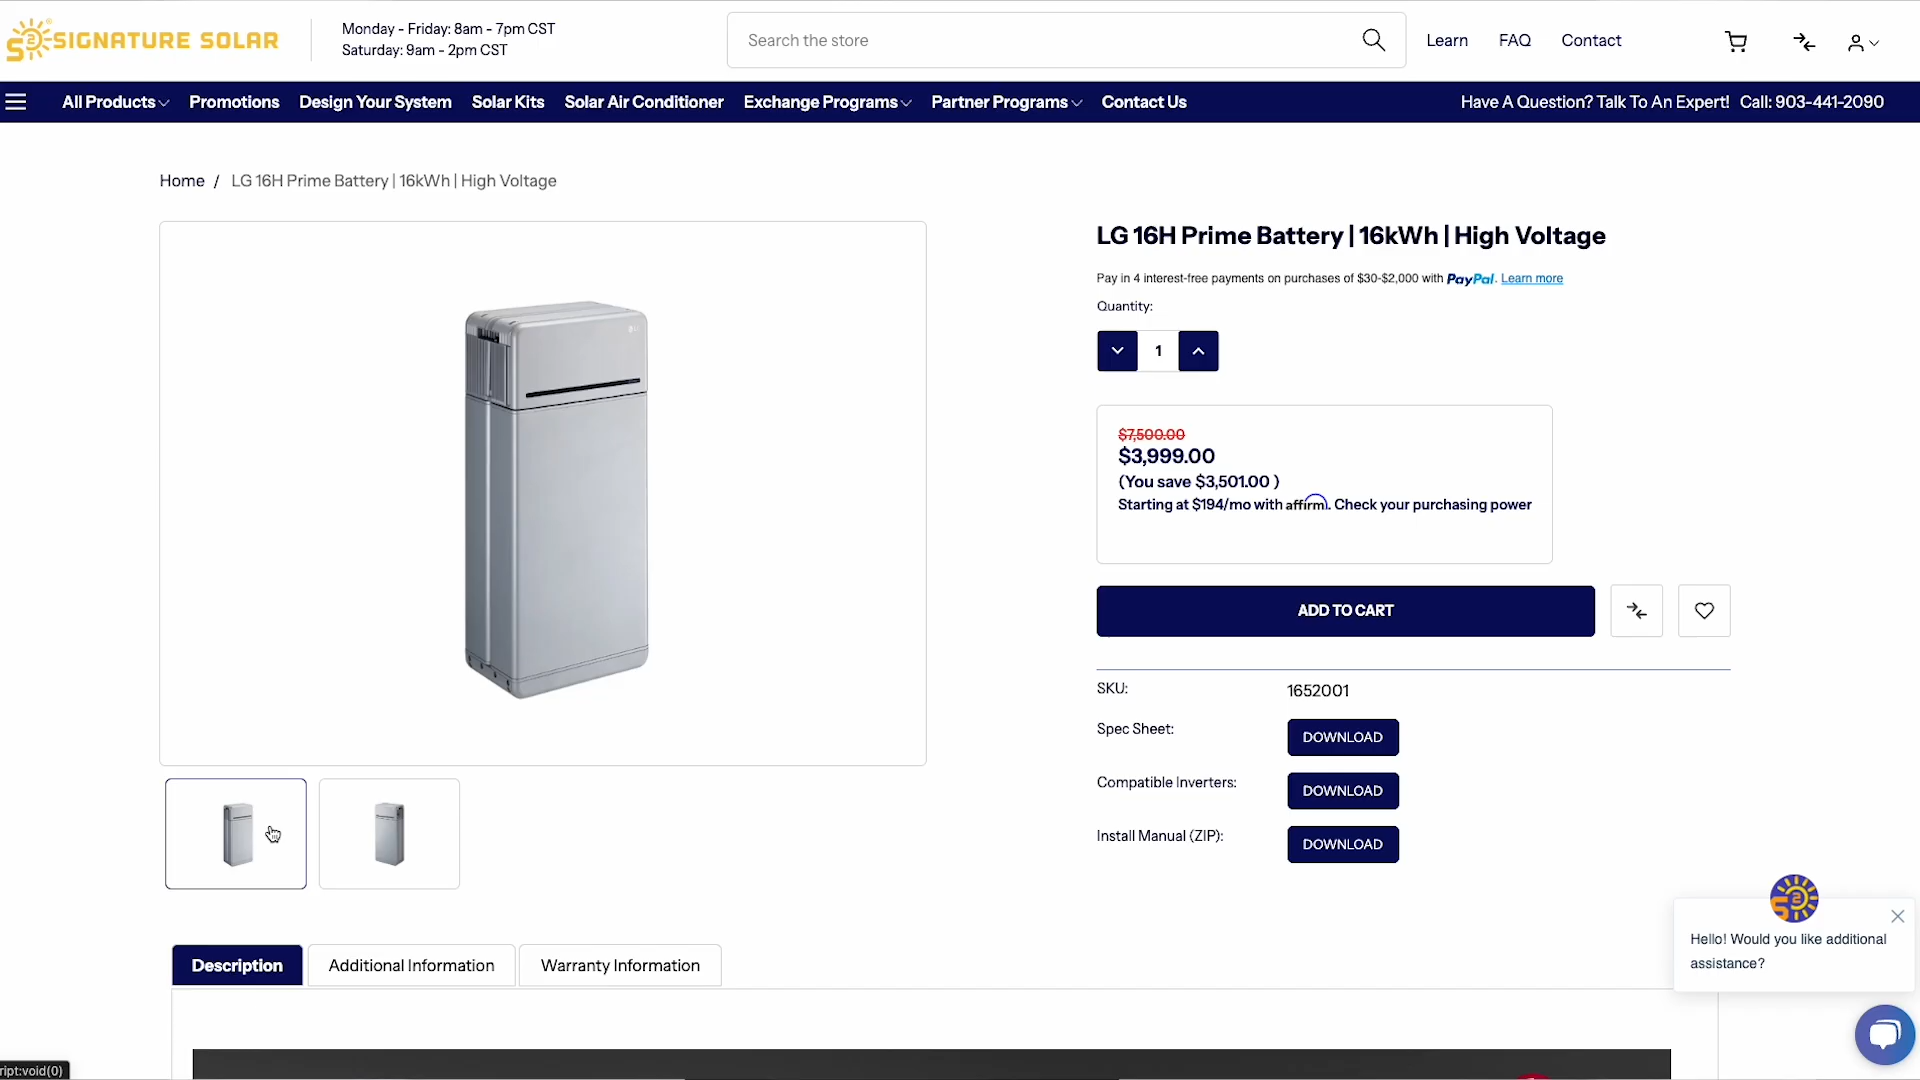 SIGNATURE SOLAR
Monday - Friday: 8am - 7pm CST
Saturday: 9am - 2pm CST
Search the store
Learn
FAQ
Contact
All Products
Promotions
Design Your System
Solar Kits
Solar Air Conditioner
Exchange Programs
Partner Programs
Contact Us
Have A Question? Talk To An Expert! Call: 903-441-2090
Home / LG 16H Prime Battery | 16kWh | High Voltage
LG 16H Prime Battery | 16kWh | High Voltage
Pay in 4 interest-free payments on purchases of $30-$2,000 with PayPal. Learn more
Quantity:
1
$7,500.00
$3,999.00
(You save $3,501.00 )
Starting at $194/mo with affirm. Check your purchasing power
ADD TO CART
SKU:
1652001
Spec Sheet:
DOWNLOAD
Compatible Inverters:
DOWNLOAD
Install Manual (ZIP):
DOWNLOAD
Description
Additional Information
Warranty Information
Hello! Would you like additional
assistance?
ript:void(0)